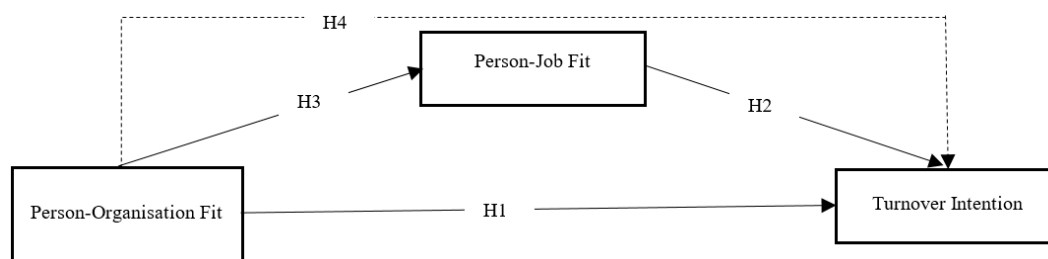 H4
Person-Job Fit
H3
H2
Person-Organisation Fit
H1
Turnover Intention